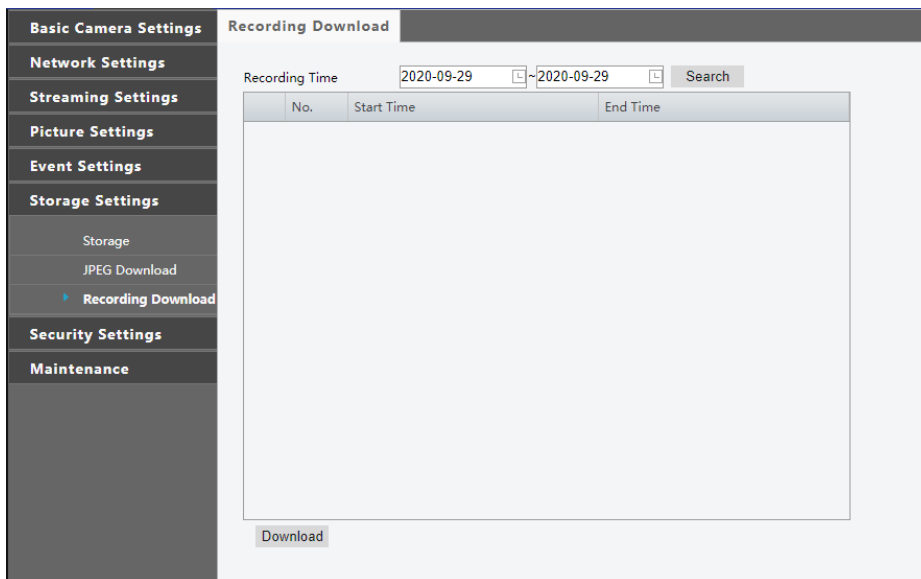 Basic Camera Settings
Network Settings
Streaming Settings
Picture Settings
Event Settings
Storage Settings
Storage
JPEG Download
Recording Download
Security Settings
Maintenance
Recording Download
Recording Time 2020-09-29 ~ 2020-09-29 Search
No. Start Time End Time
Download